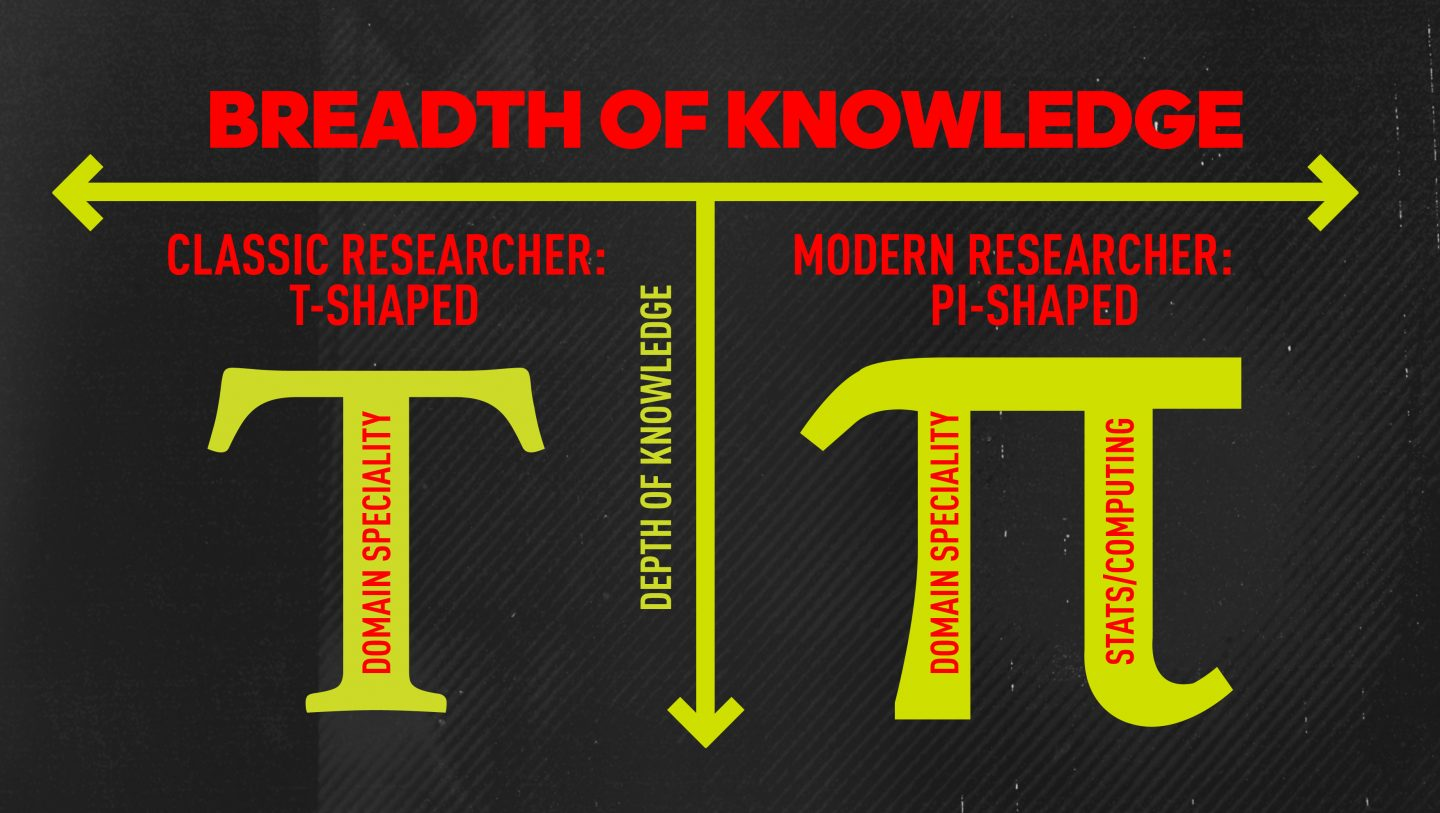 BREADTH OF KNOWLEDGE
CLASSIC RESEARCHER:
T-SHAPED
DOMAIN SPECIALITY
DEPTH OF KNOWLEDGE
MODERN RESEARCHER:
PI-SHAPED
DOMAIN SPECIALITY
STATS/COMPUTING